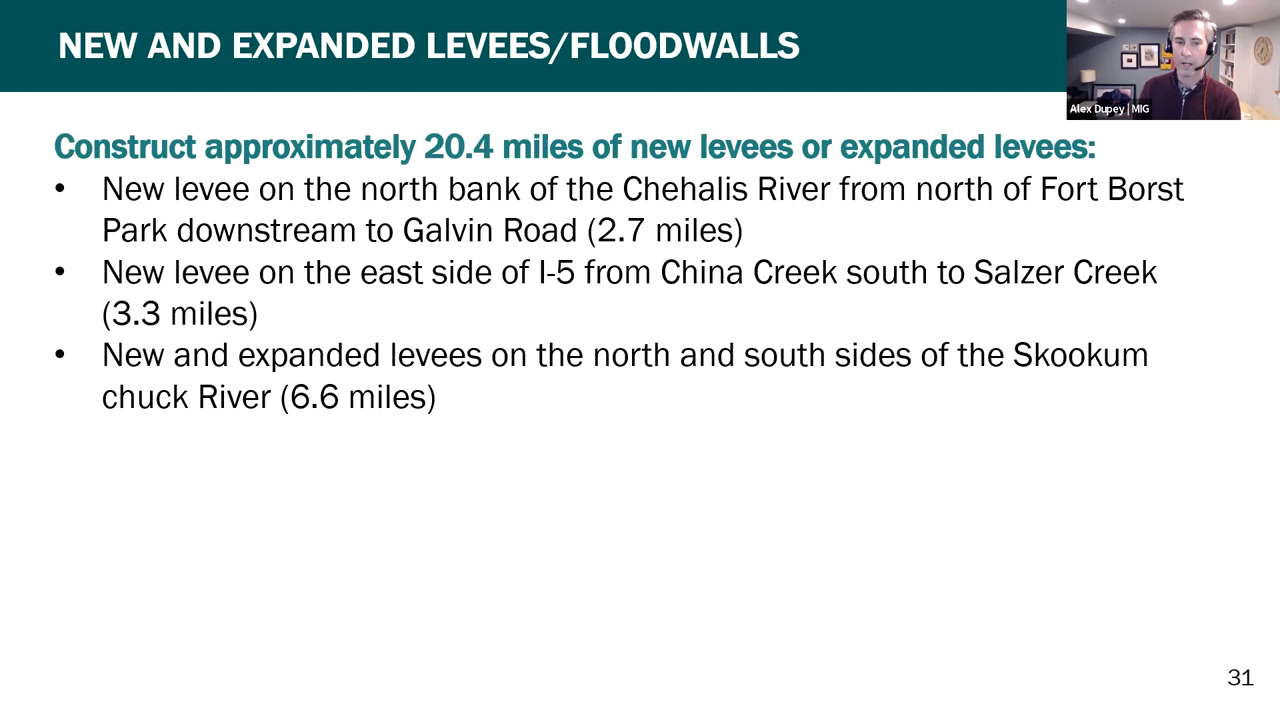 NEW AND EXPANDED LEVEES/FLOODWALLS
Alex Dupey | MIG
Construct approximately 20.4 miles of new levees or expanded levees:
• New levee on the north bank of the Chehalis River from north of Fort Borst
Park downstream to Galvin Road (2.7 miles)
• New levee on the east side of I-5 from China Creek south to Salzer Creek
(3.3 miles)
• New and expanded levees on the north and south sides of the Skookum
chuck River (6.6 miles)
31